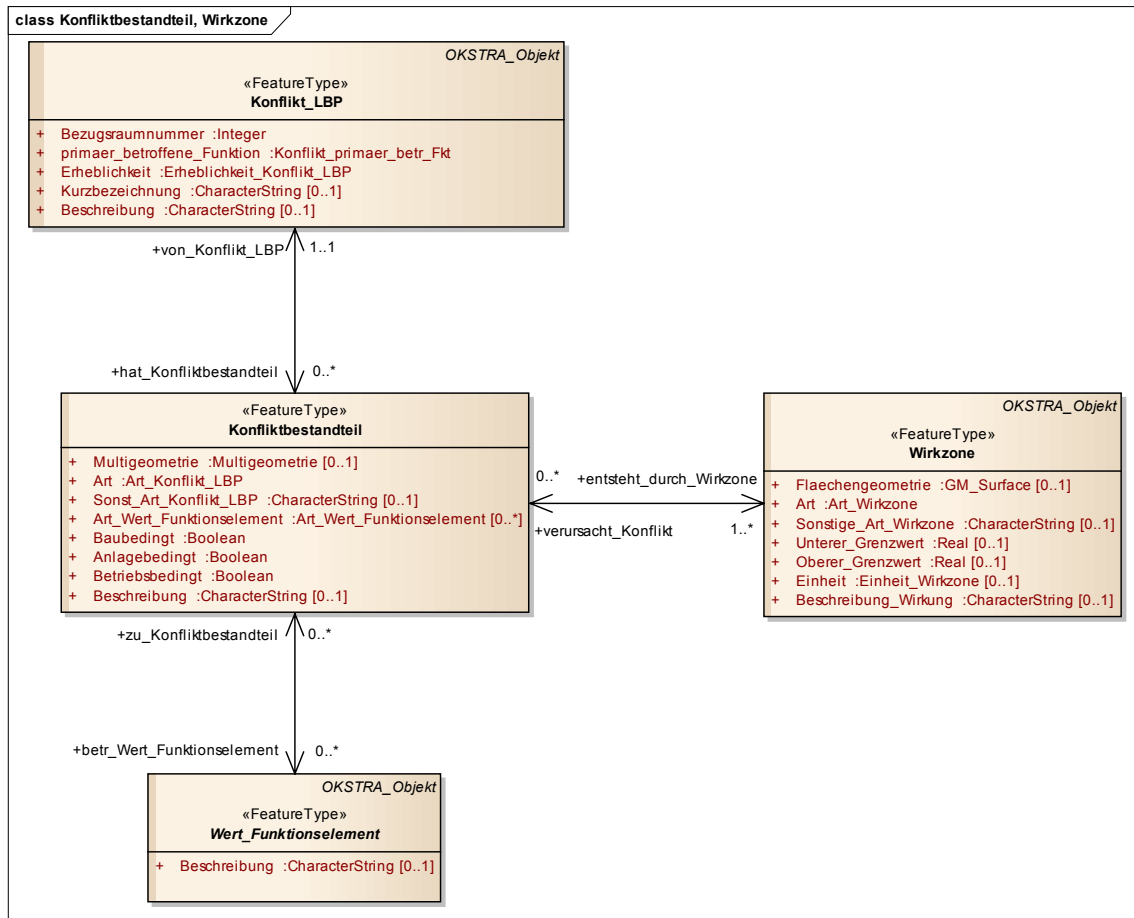 class Konfliktbestandteil, Wirkzone
OKSTRA_Objekt
«FeatureType»
Konflikt_LBP
+ Bezugsraumnummer :Integer
+ primaer_betroffene_Funktion :Konflikt_primaer_betr_Fkt
+ Erheblichkeit :Erheblichkeit_Konflikt_LBP
+ Kurzbezeichnung :CharacterString [0..1]
+ Beschreibung :CharacterString [0..1]
+von_Konflikt_LBP 1..1
+hat_Konfliktbestandteil 0..*
«FeatureType»
Konfliktbestandteil
+ Multigeometrie :Multigeometrie [0..1]
+ Art :Art_Konflikt_LBP
+ Sonst_Art_Konflikt_LBP :CharacterString [0..1]
+ Art_Wert_Funktionselement :Art_Wert_Funktionselement [0..*]
+ Baubedingt :Boolean
+ Anlagebedingt :Boolean
+ Betriebsbedingt :Boolean
+ Beschreibung :CharacterString [0..1]
0..* +entsteht_durch_Wirkzone
+verursacht_Konflikt 1..*
OKSTRA_Objekt
«FeatureType»
Wirkzone
+ Flaechengeometrie :GM_Surface [0..1]
+ Art :Art_Wirkzone
+ Sonstige_Art_Wirkzone :CharacterString [0..1]
+ Unterer_Grenzwert :Real [0..1]
+ Oberer_Grenzwert :Real [0..1]
+ Einheit :Einheit_Wirkzone [0..1]
+ Beschreibung_Wirkung :CharacterString [0..1]
+zu_Konfliktbestandteil 0..*
+betr_Wert_Funktionselement 0..*
OKSTRA_Objekt
«FeatureType»
Wert_Funktionselement
+ Beschreibung :CharacterString [0..1]